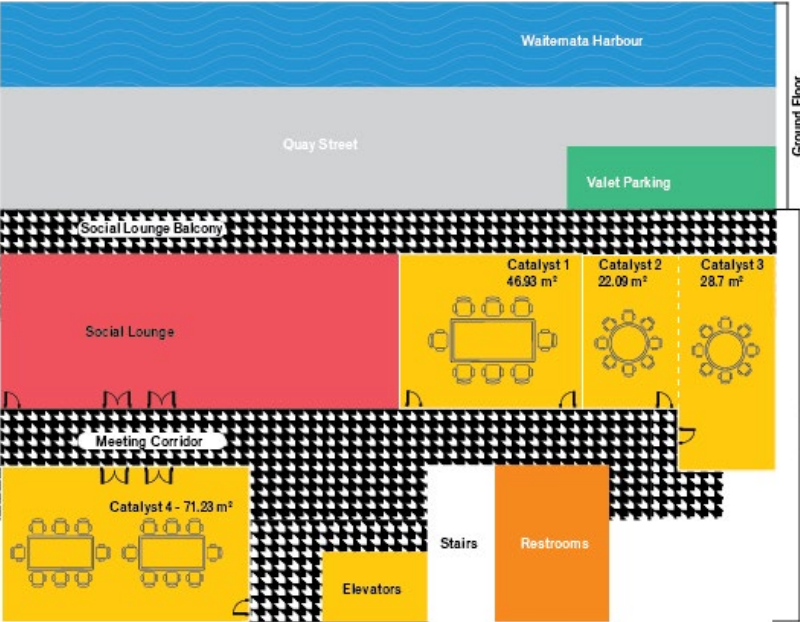 Waitemata Harbour
Ground Floor
Quay Street
Valet Parking
Social Lounge Balcony
Catalyst 1
46.93 m²
Catalyst 2
22.09 m²
Catalyst 3
28.7 m²
Social Lounge
Meeting Corridor
Catalyst 4 - 71.23 m²
Stairs
Restrooms
Elevators